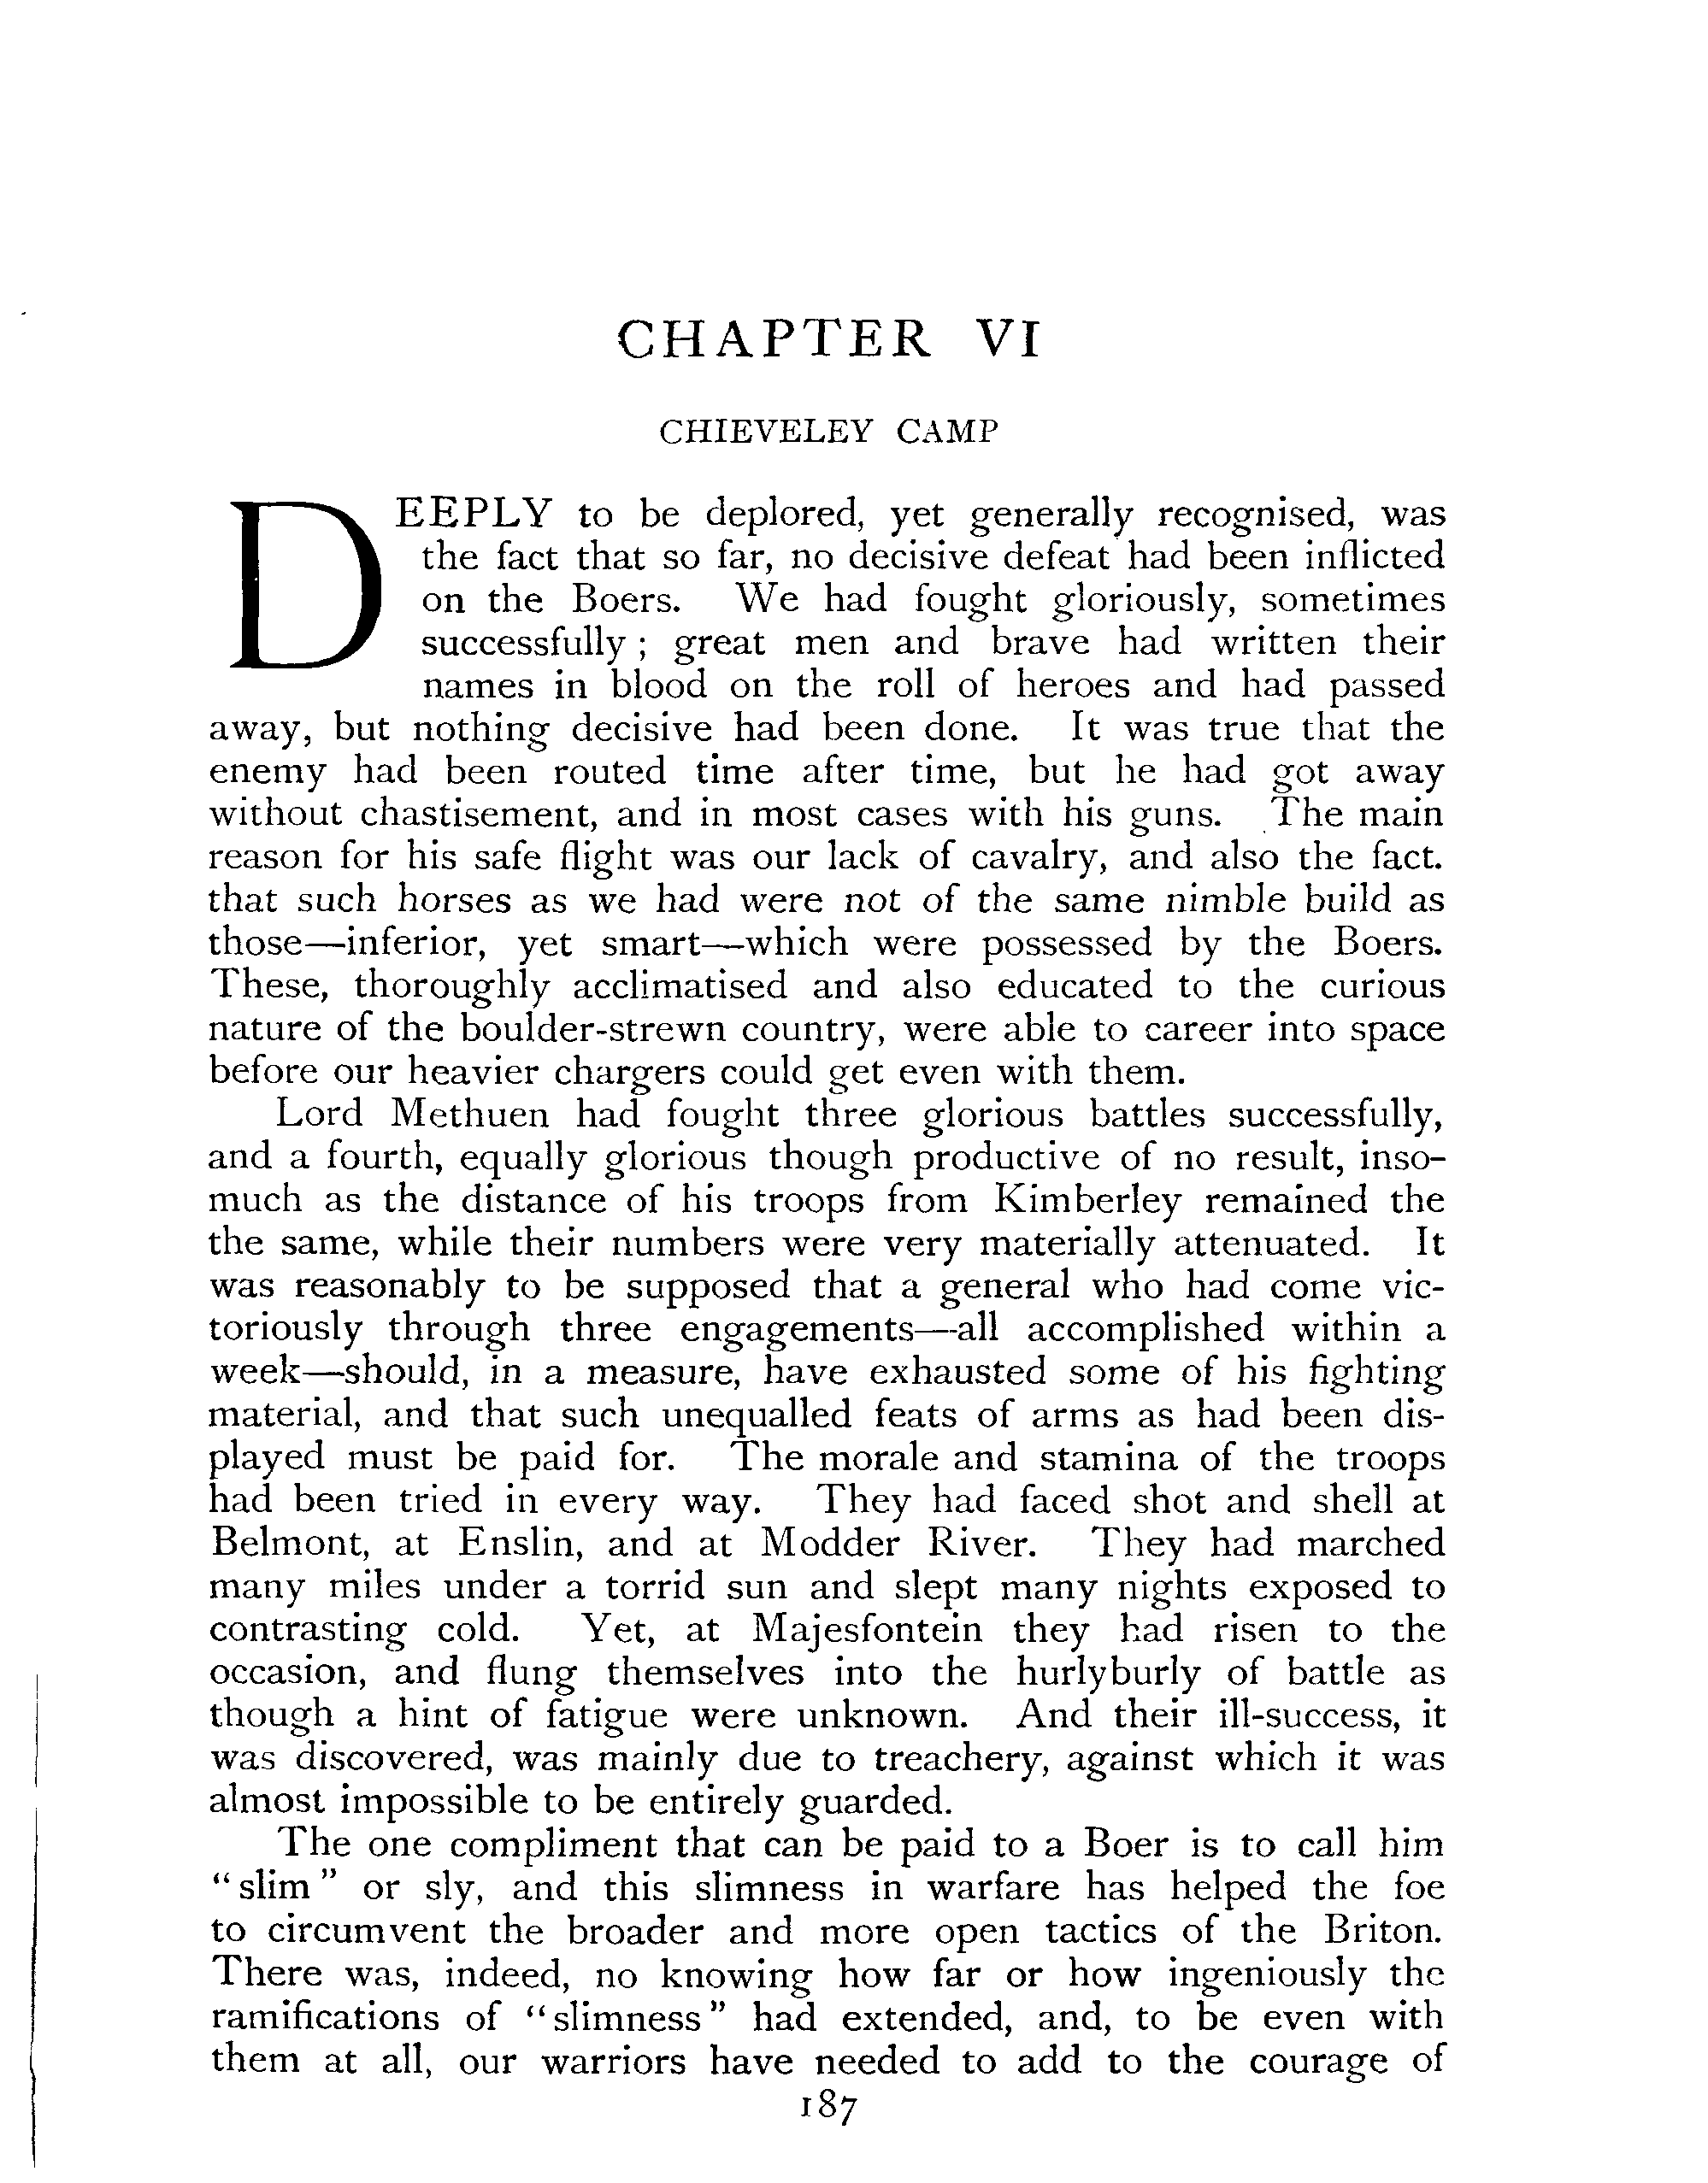 CHAPTER VI
CHIEVELEY CAMP
DEEPLY to be deplored, yet generally recognised, was
the fact that so far, no decisive defeat had been inflicted
on the Boers. We had fought gloriously, sometimes
successfully ; great men and brave had written their
names in blood on the roll of heroes and had passed
away, but nothing decisive had been done. It was true that the
enemy had been routed time after time, but he had got away
without chastisement, and in most cases with his guns. The main
reason for his safe flight was our lack of cavalry, and also the fact.
that such horses as we had were not of the same nimble build as
those—inferior, yet smart—which were possessed by the Boers.
These, thoroughly acclimatised and also educated to the curious
nature of the boulder-strewn country, were able to career into space
before our heavier chargers could get even with them.
Lord Methuen had fought three glorious battles successfully,
and a fourth, equally glorious though productive of no result, inso-
much as the distance of his troops from Kimberley remained the
the same, while their numbers were very materially attenuated. It
was reasonably to be supposed that a general who had come vic-
toriously through three engagements—all accomplished within a
week—should, in a measure, have exhausted some of his fighting
material, and that such unequalled feats of arms as had been dis-
played must be paid for. The morale and stamina of the troops
had been tried in every way. They had faced shot and shell at
Belmont, at Enslin, and at Modder River. They had marched
many miles under a torrid sun and slept many nights exposed to
contrasting cold. Yet, at Majesfontein they had risen to the
occasion, and flung themselves into the hurlyburly of battle as
though a hint of fatigue were unknown. And their ill-success, it
was discovered, was mainly due to treachery, against which it was
almost impossible to be entirely guarded.
The one compliment that can be paid to a Boer is to call him
“slim” or sly, and this slimness in warfare has helped the foe
to circumvent the broader and more open tactics of the Briton.
There was, indeed, no knowing how far or how ingeniously the
ramifications of “slimness” had extended, and, to be even with
them at all, our warriors have needed to add to the courage of
187